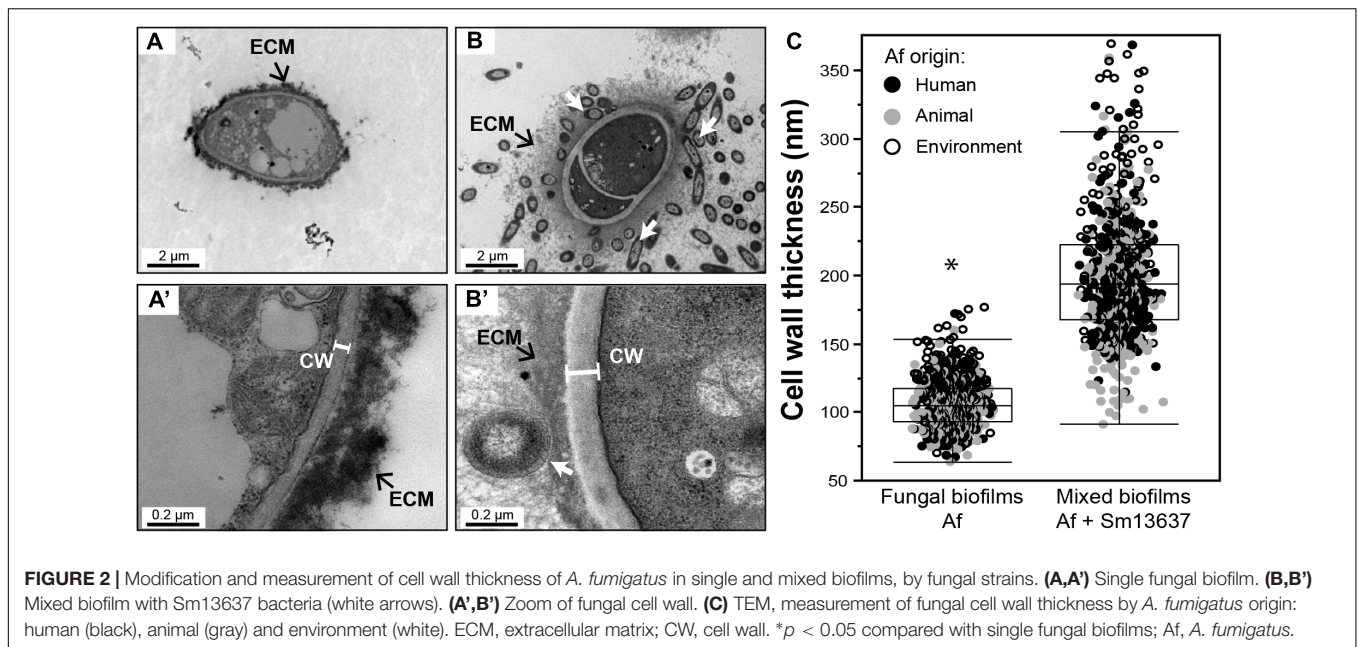 A
ECM
2 µm
B
ECM
2 µm
A’
CW
ECM
0.2 µm
B’
ECM
CW
0.2 µm
C
Cell wall thickness (nm)
350
300
250
200
150
100
50
Af origin:
Human
Animal
Environment
*
Fungal biofilms
Af
Mixed biofilms
Af + Sm13637
FIGURE 2 | Modification and measurement of cell wall thickness of A. fumigatus in single and mixed biofilms, by fungal strains. (A,A’) Single fungal biofilm. (B,B’)
Mixed biofilm with Sm13637 bacteria (white arrows). (A’,B’) Zoom of fungal cell wall. (C) TEM, measurement of fungal cell wall thickness by A. fumigatus origin:
human (black), animal (gray) and environment (white). ECM, extracellular matrix; CW, cell wall. *p < 0.05 compared with single fungal biofilms; Af, A. fumigatus.